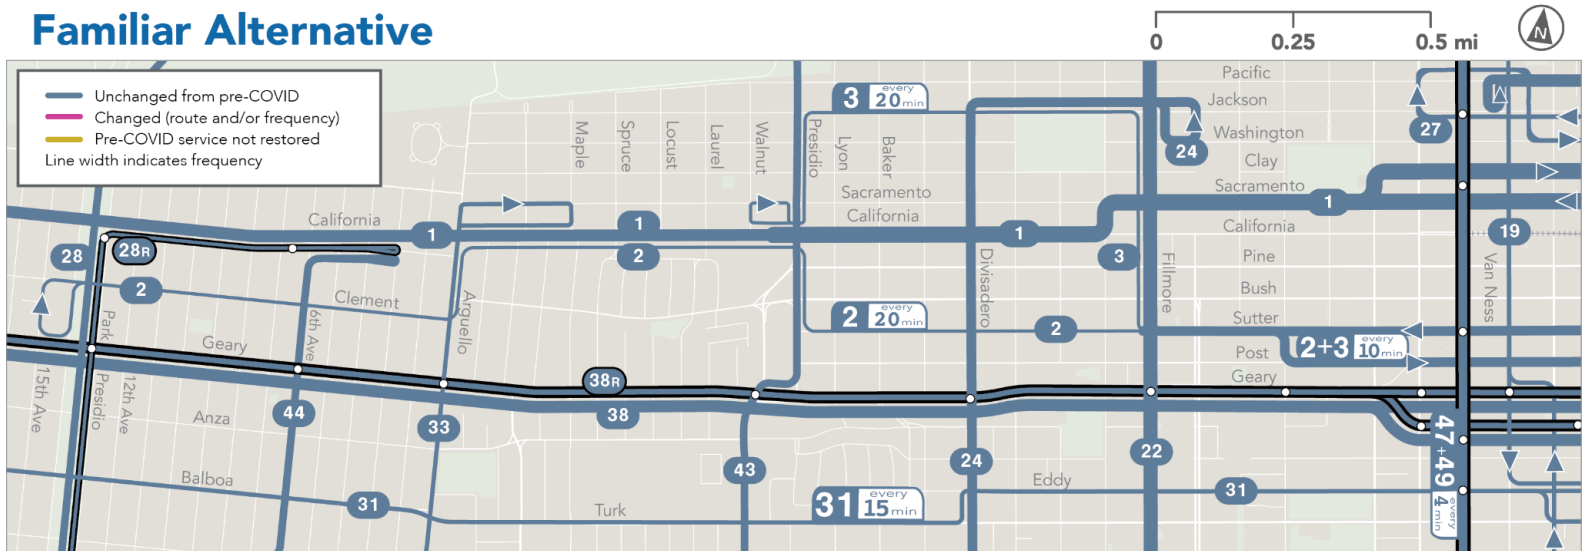 Familiar Alternative
0 0.25 0.5 mi
N
Unchanged from pre-COVID
Changed (route and/or frequency)
Pre-COVID service not restored
Line width indicates frequency
Pacific
3 every 20 min
Jackson
27
Washington
24
Clay
Maple
Spruce
Locust
Laurel
Walnut
Presidio
Lyon
Baker
Sacramento
Sacramento
California
California
California
1
1
1
1
19
28
28R
2
3
Pine
2
Clement
Bush
Divisadero
Fillmore
Van Ness
Park
Presidio
6th Ave
Arguello
2 every 20 min
2
Sutter
2+3 every 10 min
Geary
Post
Geary
38R
38
15th Ave
12th Ave
Anza
44
33
47+49 every 4 min
22
24
43
Balboa
31
Turk
31 every 15 min
Eddy
31